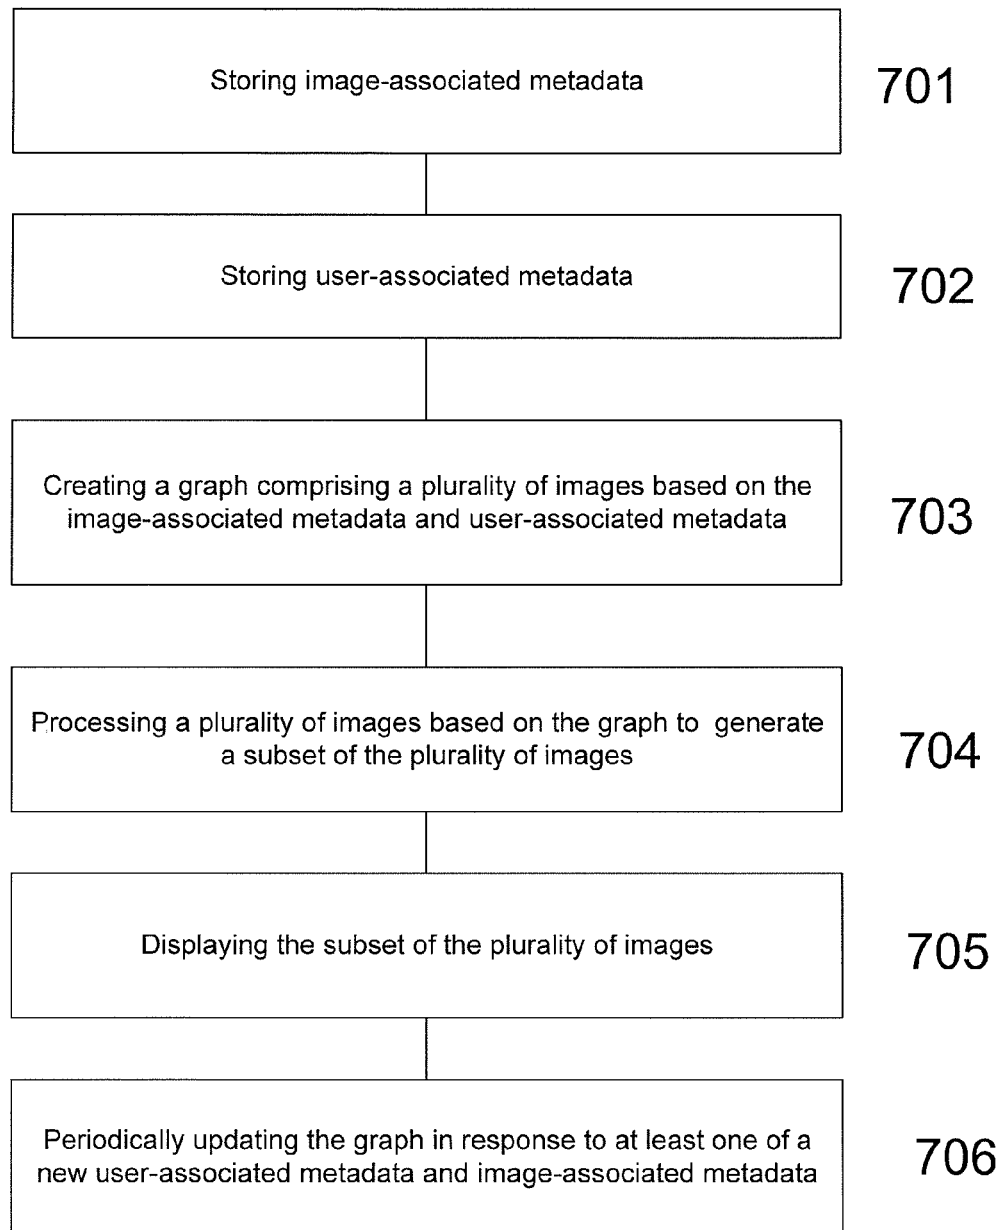 Storing image-associated metadata
701
Storing user-associated metadata
702
Creating a graph comprising a plurality of images based on the
image-associated metadata and user-associated metadata
703
Processing a plurality of images based on the graph to generate
a subset of the plurality of images
704
Displaying the subset of the plurality of images
705
Periodically updating the graph in response to at least one of a
new user-associated metadata and image-associated metadata
706